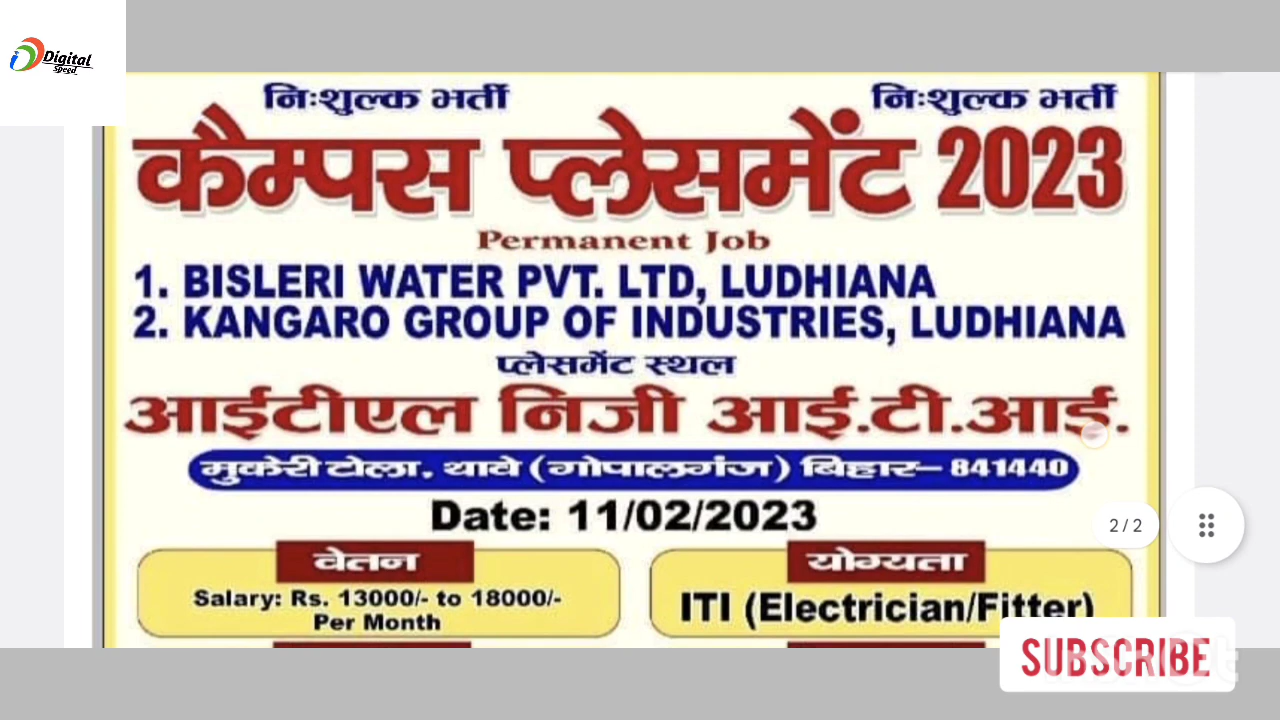 Digital
Speed
निःशुल्क भर्ती निःशुल्क भर्ती
कैम्पस प्लेसमेंट 2023
Permanent Job
1. BISLERI WATER PVT. LTD, LUDHIANA
2. KANGARO GROUP OF INDUSTRIES, LUDHIANA
प्लेसमेंट स्थल
आईटीएल निजी आई.टी.आई.
मुकेरी टोला, थावे (गोपालगंज) बिहार– 841440
Date: 11/02/2023
2 / 2
वेतन
Salary: Rs. 13000/- to 18000/-
Per Month
योग्यता
ITI (Electrician/Fitter)
SUBSCRIBE